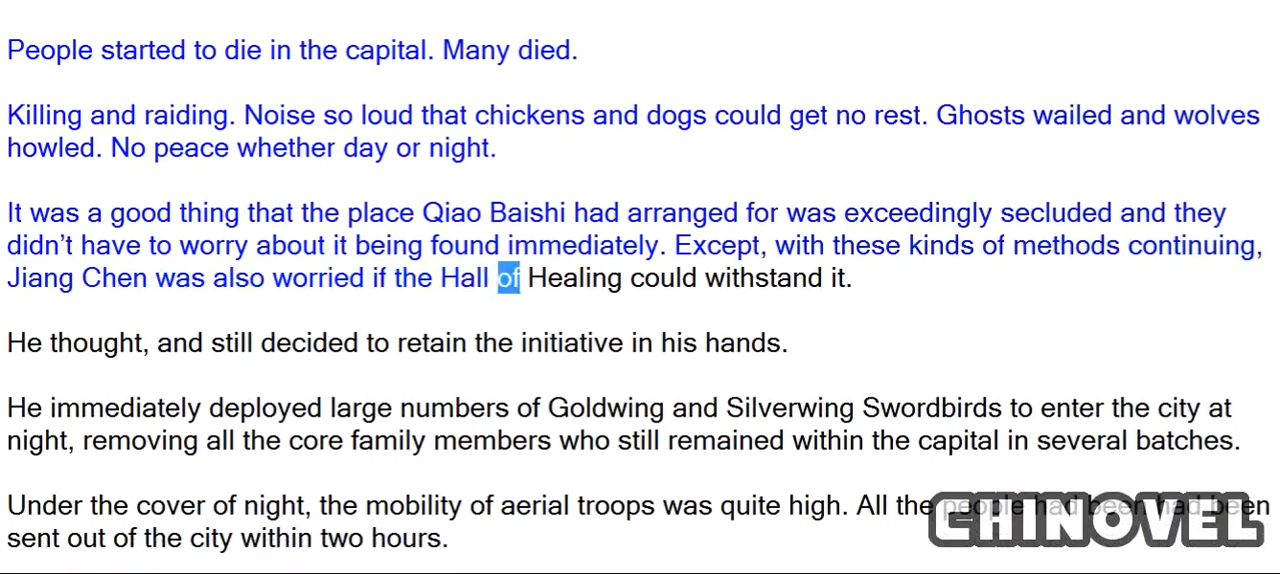 People started to die in the capital. Many died.
Killing and raiding. Noise so loud that chickens and dogs could get no rest. Ghosts wailed and wolves
howled. No peace whether day or night.
It was a good thing that the place Qiao Baishi had arranged for was exceedingly secluded and they
didn’t have to worry about it being found immediately. Except, with these kinds of methods continuing,
Jiang Chen was also worried if the Hall of Healing could withstand it.
He thought, and still decided to retain the initiative in his hands.
He immediately deployed large numbers of Goldwing and Silverwing Swordbirds to enter the city at
night, removing all the core family members who still remained within the capital in several batches.
Under the cover of night, the mobility of aerial troops was quite high. All the people had been had been
sent out of the city within two hours.
CHINOVEL